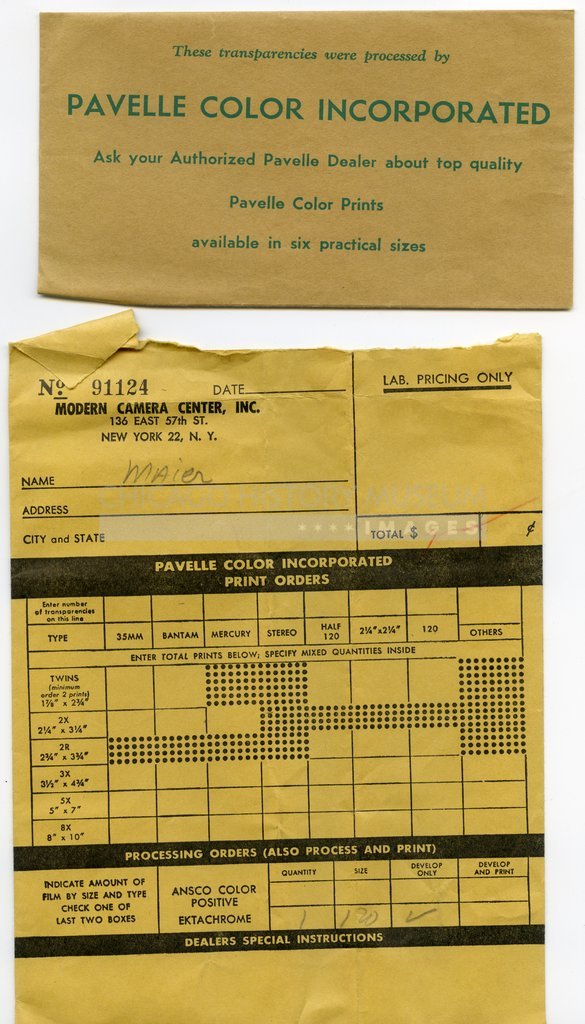 These transparencies were processed by
PAVELLE COLOR INCORPORATED
Ask your Authorized Pavelle Dealer about top quality
Pavelle Color Prints
available in six practical sizes
Nº 91124 DATE
LAB. PRICING ONLY
MODERN CAMERA CENTER, INC.
136 EAST 57th ST.
NEW YORK 22, N. Y.
NAME Maier
ADDRESS
CHICAGO HISTORY MUSEUM
IMAGES
CITY and STATE
TOTAL $ ¢
PAVELLE COLOR INCORPORATED
PRINT ORDERS
Enter number
of transparencies
on this line
TYPE 35MM BANTAM MERCURY STEREO HALF 120 2¼"x2¼" 120 OTHERS
ENTER TOTAL PRINTS BELOW; SPECIFY MIXED QUANTITIES INSIDE
TWINS
(minimum
order 2 prints)
1⅞" x 2¾"
2X
2¼" x 3¼"
2R
2¾" x 3¾"
3X
3½" x 4¾"
5X
5" x 7"
8X
8" x 10"
PROCESSING ORDERS (ALSO PROCESS AND PRINT)
INDICATE AMOUNT OF
FILM BY SIZE AND TYPE
CHECK ONE OF
LAST TWO BOXES
QUANTITY SIZE DEVELOP ONLY DEVELOP AND PRINT
ANSCO COLOR
POSITIVE
EKTACHROME 1 120 ✓
DEALERS SPECIAL INSTRUCTIONS